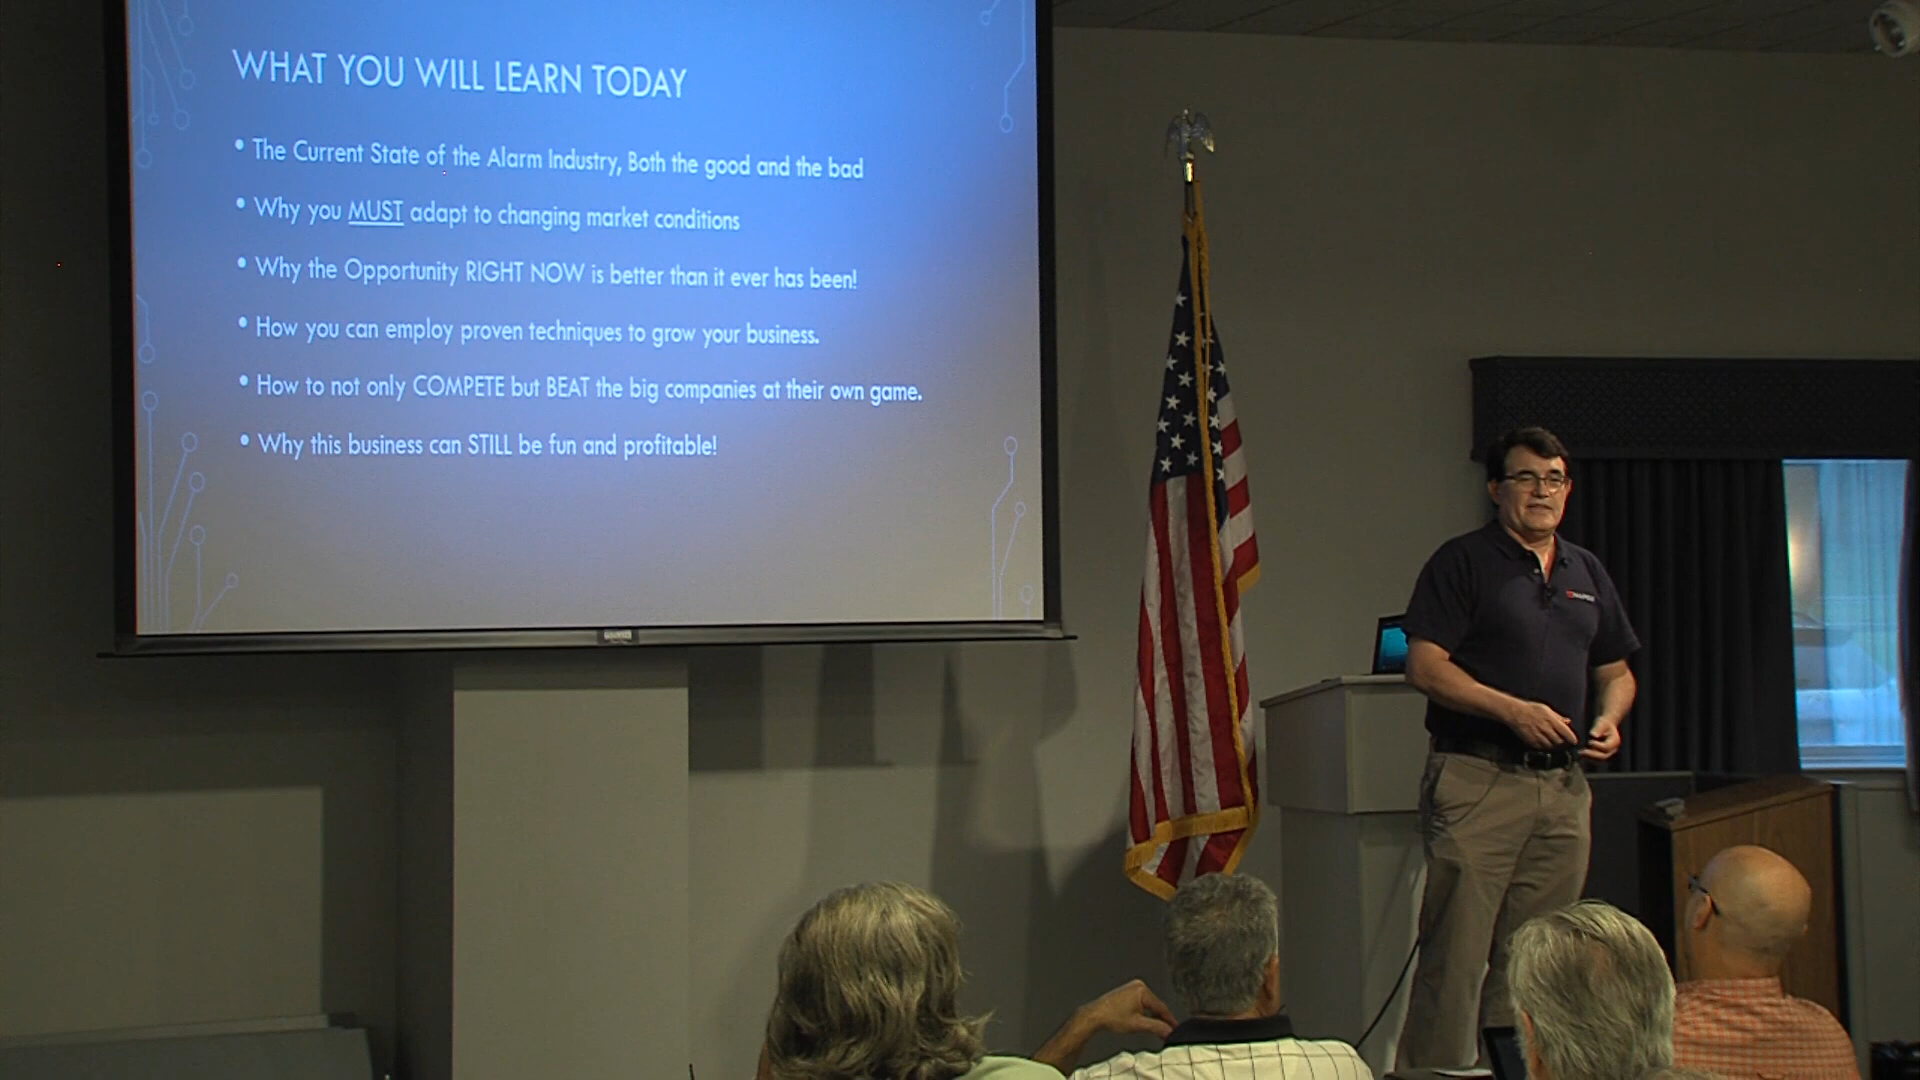 WHAT YOU WILL LEARN TODAY
• The Current State of the Alarm Industry, Both the good and the bad
• Why you MUST adapt to changing market conditions
• Why the Opportunity RIGHT NOW is better than it ever has been!
• How you can employ proven techniques to grow your business.
• How to not only COMPETE but BEAT the big companies at their own game.
• Why this business can STILL be fun and profitable!